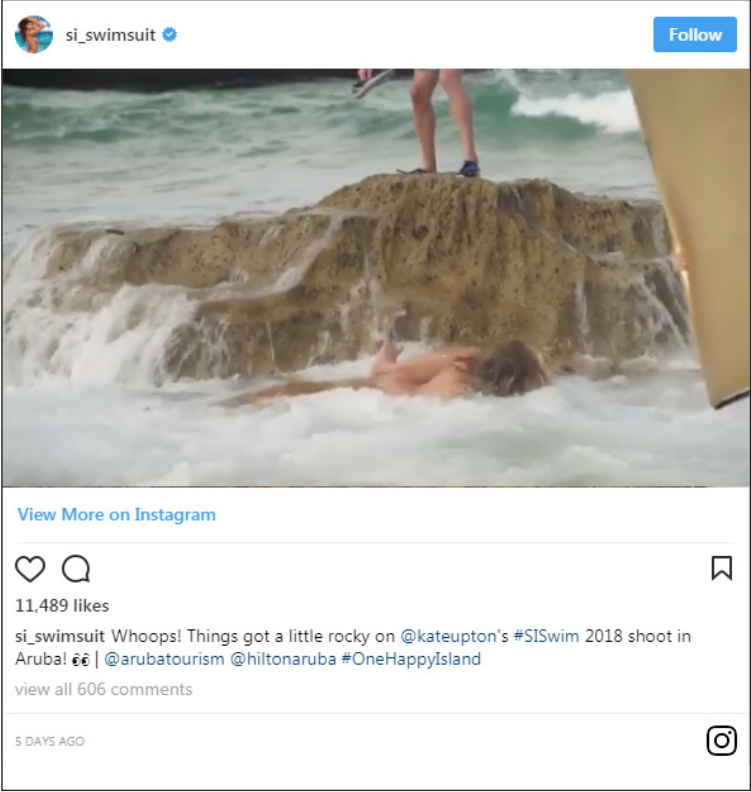 si_swimsuit
Follow
View More on Instagram
11,489 likes
si_swimsuit Whoops! Things got a little rocky on @kateupton's #SISwim 2018 shoot in
Aruba! 👀 | @arubatourism @hiltonaruba #OneHappyIsland
view all 606 comments
5 DAYS AGO